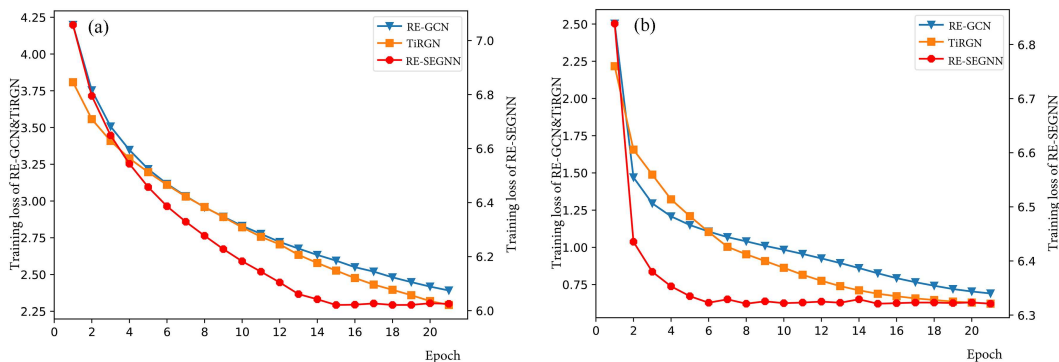 (a)
RE-GCN
TiRGN
RE-SEGNN
Training loss of RE-GCN&TiRGN
4.25
4.00
3.75
3.50
3.25
3.00
2.75
2.50
2.25
7.0
6.8
6.6
6.4
6.2
6.0
Training loss of RE-SEGNN
0 2 4 6 8 10 12 14 16 18 20
Epoch
(b)
RE-GCN
TiRGN
RE-SEGNN
Training loss of RE-GCN&TiRGN
2.50
2.25
2.00
1.75
1.50
1.25
1.00
0.75
6.8
6.7
6.6
6.5
6.4
6.3
Training loss of RE-SEGNN
0 2 4 6 8 10 12 14 16 18 20
Epoch